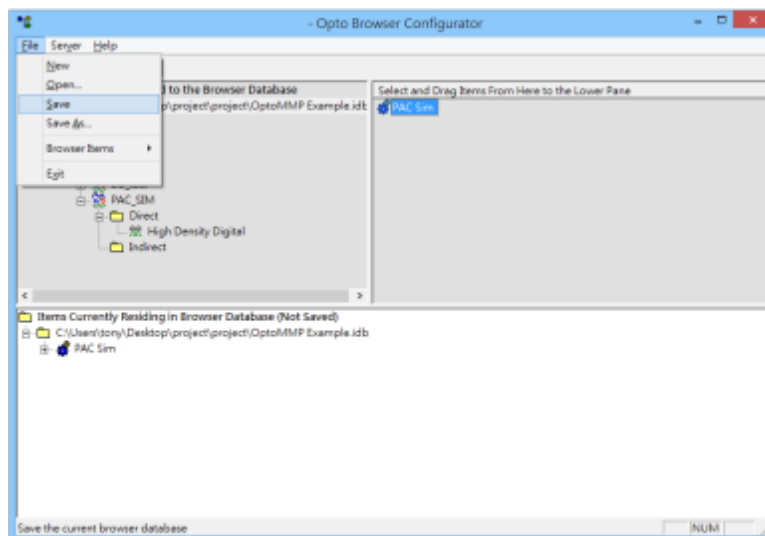 - Opto Browser Configurator
File Server Help
New
Open...
Save
Save As...
Browser Items
Exit
d to the Browser Database
p\project\project\OptoMMP Example.idb
PAC_SIM
Direct
High Density Digital
Indirect
Select and Drag Items From Here to the Lower Pane
PAC Sim
Items Currently Residing in Browser Database (Not Saved)
C:\Users\tony\Desktop\project\project\OptoMMP Example.idb
PAC Sim
Save the current browser database
NUM